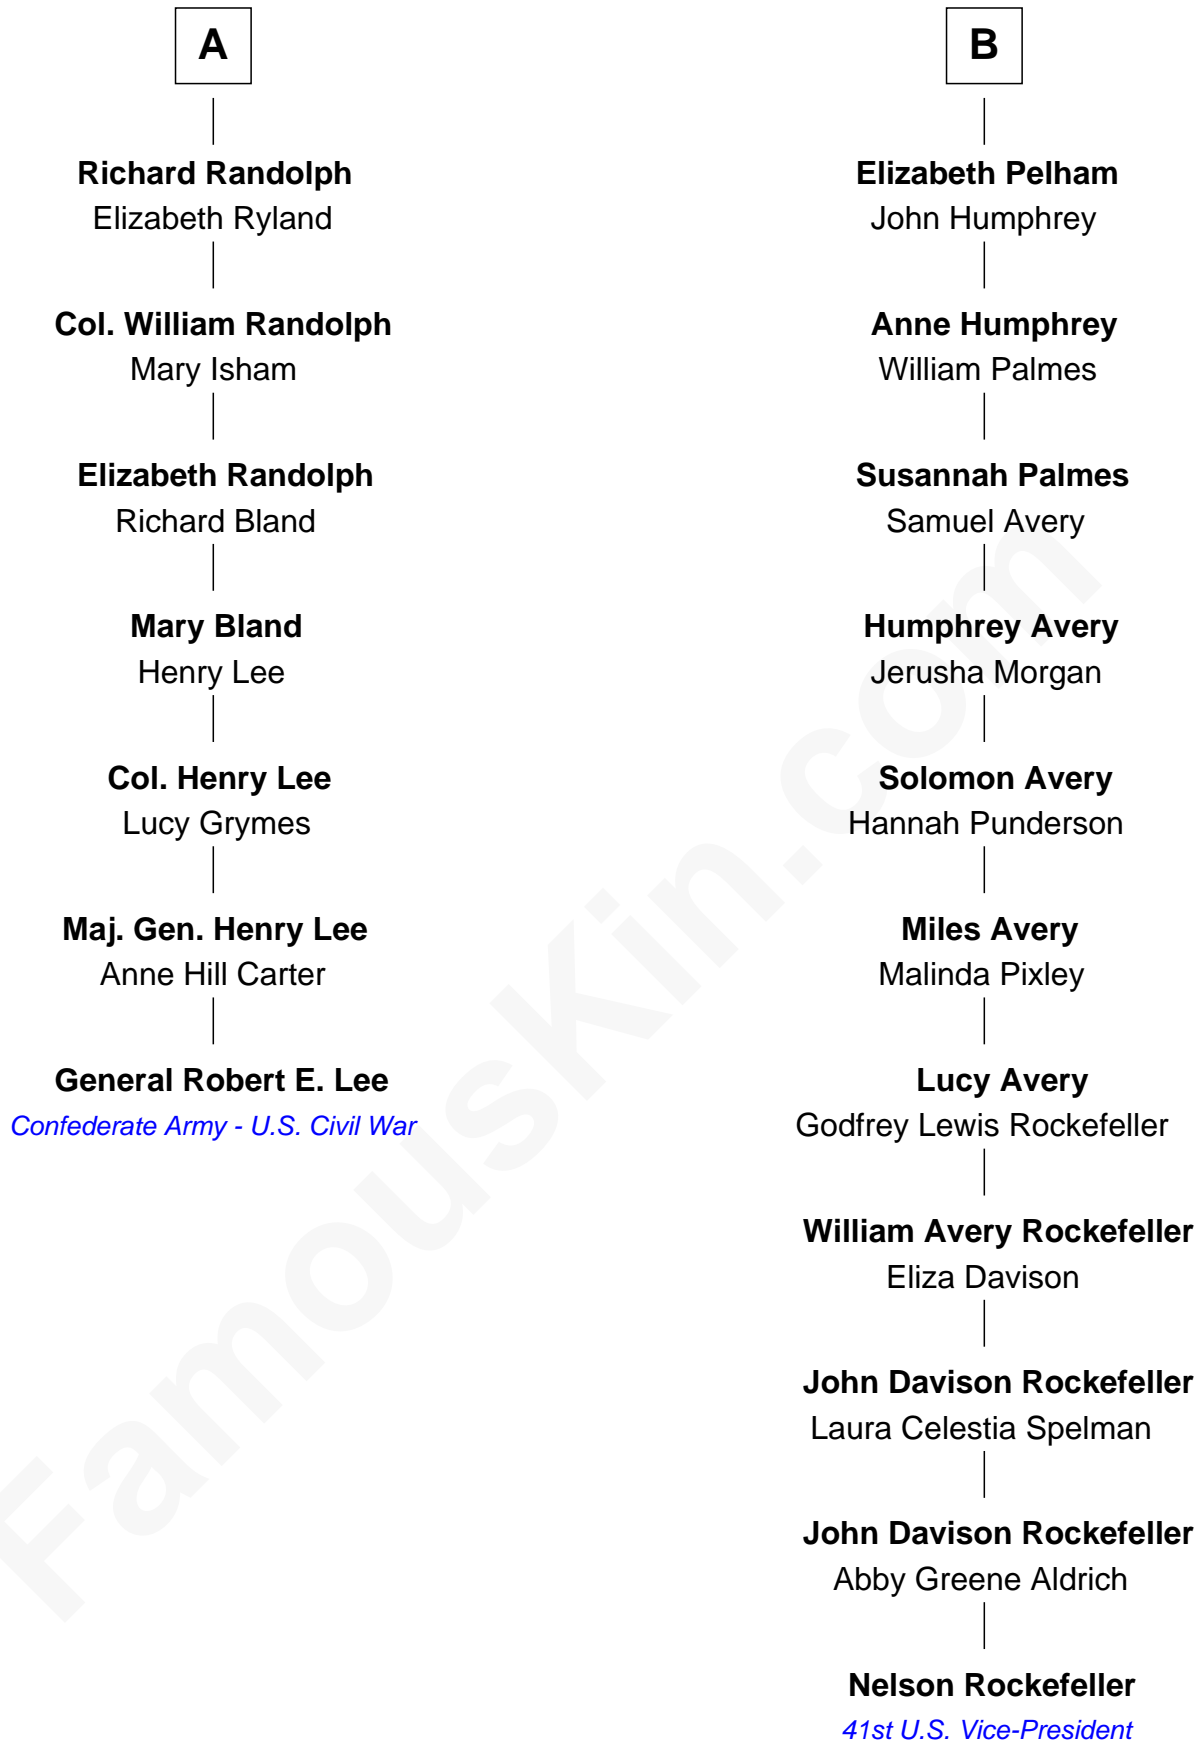 A
Richard Randolph
Elizabeth Ryland
Col. William Randolph
Mary Isham
Elizabeth Randolph
Richard Bland
Mary Bland
Henry Lee
Col. Henry Lee
Lucy Grymes
Maj. Gen. Henry Lee
Anne Hill Carter
General Robert E. Lee
Confederate Army - U.S. Civil War
B
Elizabeth Pelham
John Humphrey
Anne Humphrey
William Palmes
Susannah Palmes
Samuel Avery
Humphrey Avery
Jerusha Morgan
Solomon Avery
Hannah Punderson
Miles Avery
Malinda Pixley
Lucy Avery
Godfrey Lewis Rockefeller
William Avery Rockefeller
Eliza Davison
John Davison Rockefeller
Laura Celestia Spelman
John Davison Rockefeller
Abby Greene Aldrich
Nelson Rockefeller
41st U.S. Vice-President
FamousKin.com